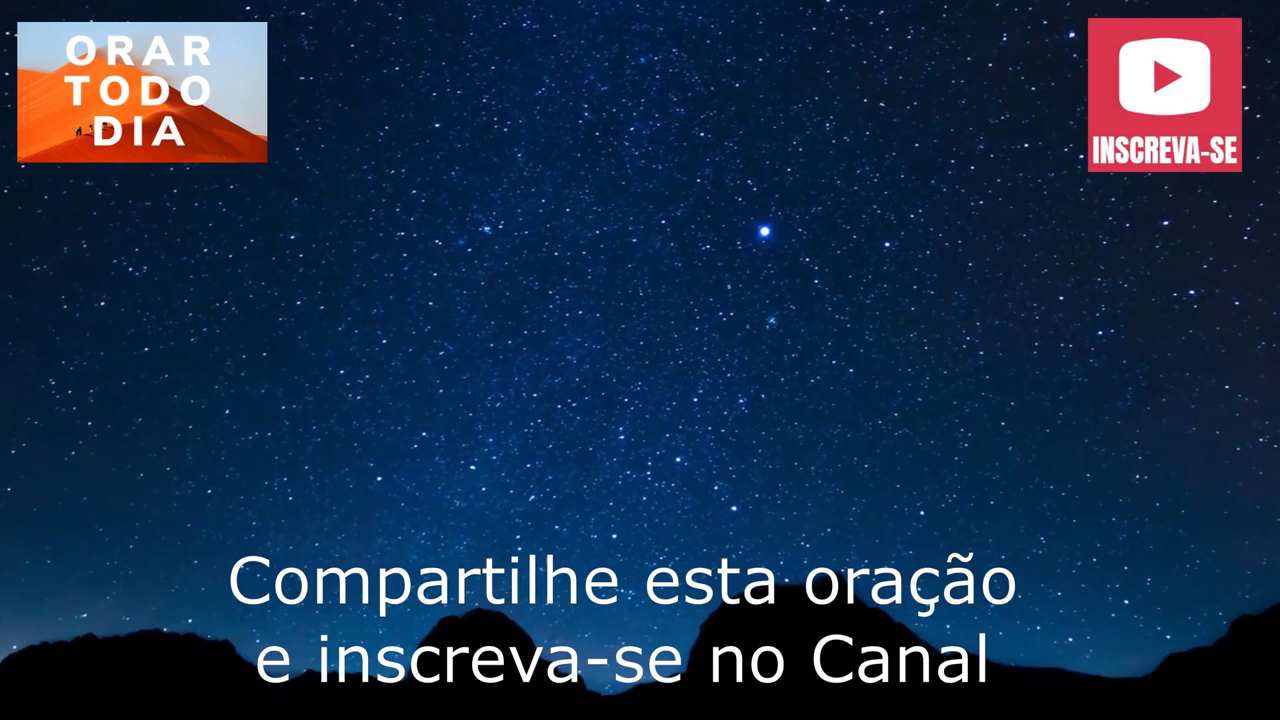 ORAR
TODO
DIA
INSCREVA-SE
Compartilhe esta oração
e inscreva-se no Canal